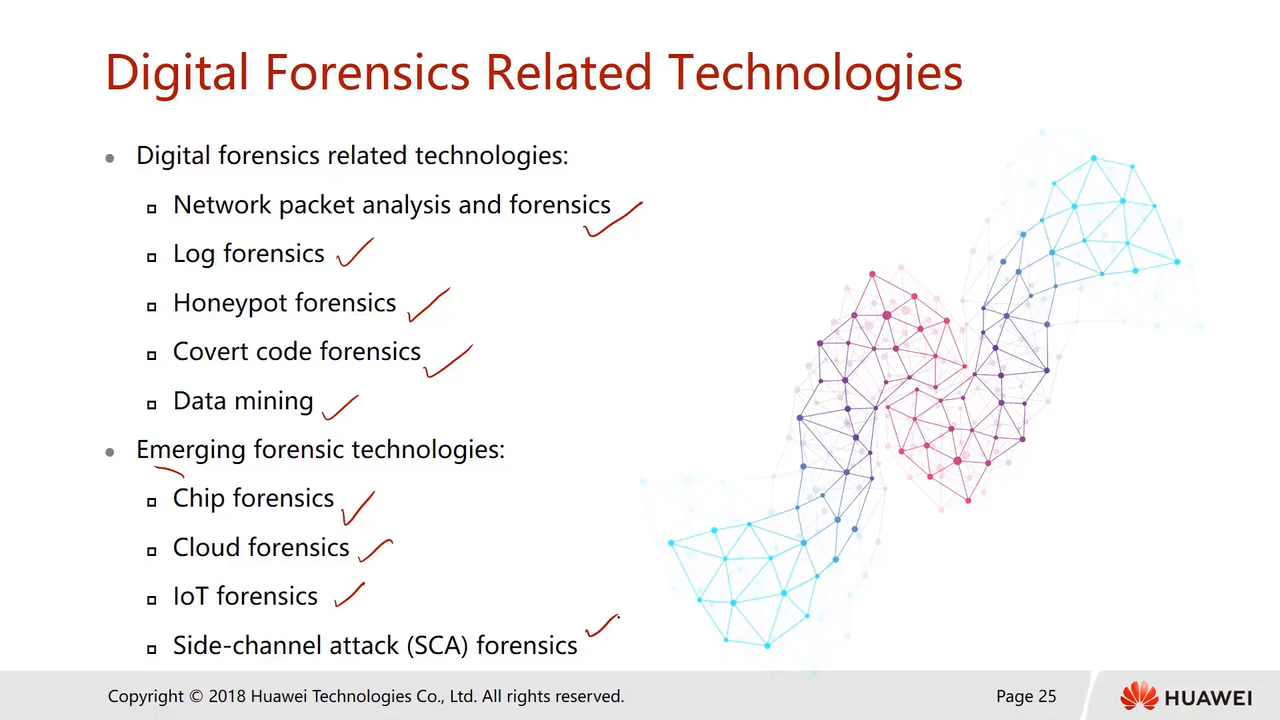 Digital Forensics Related Technologies
Digital forensics related technologies:
Network packet analysis and forensics
Log forensics
Honeypot forensics
Covert code forensics
Data mining
Emerging forensic technologies:
Chip forensics
Cloud forensics
IoT forensics
Side-channel attack (SCA) forensics
Copyright © 2018 Huawei Technologies Co., Ltd. All rights reserved.
Page 25
HUAWEI